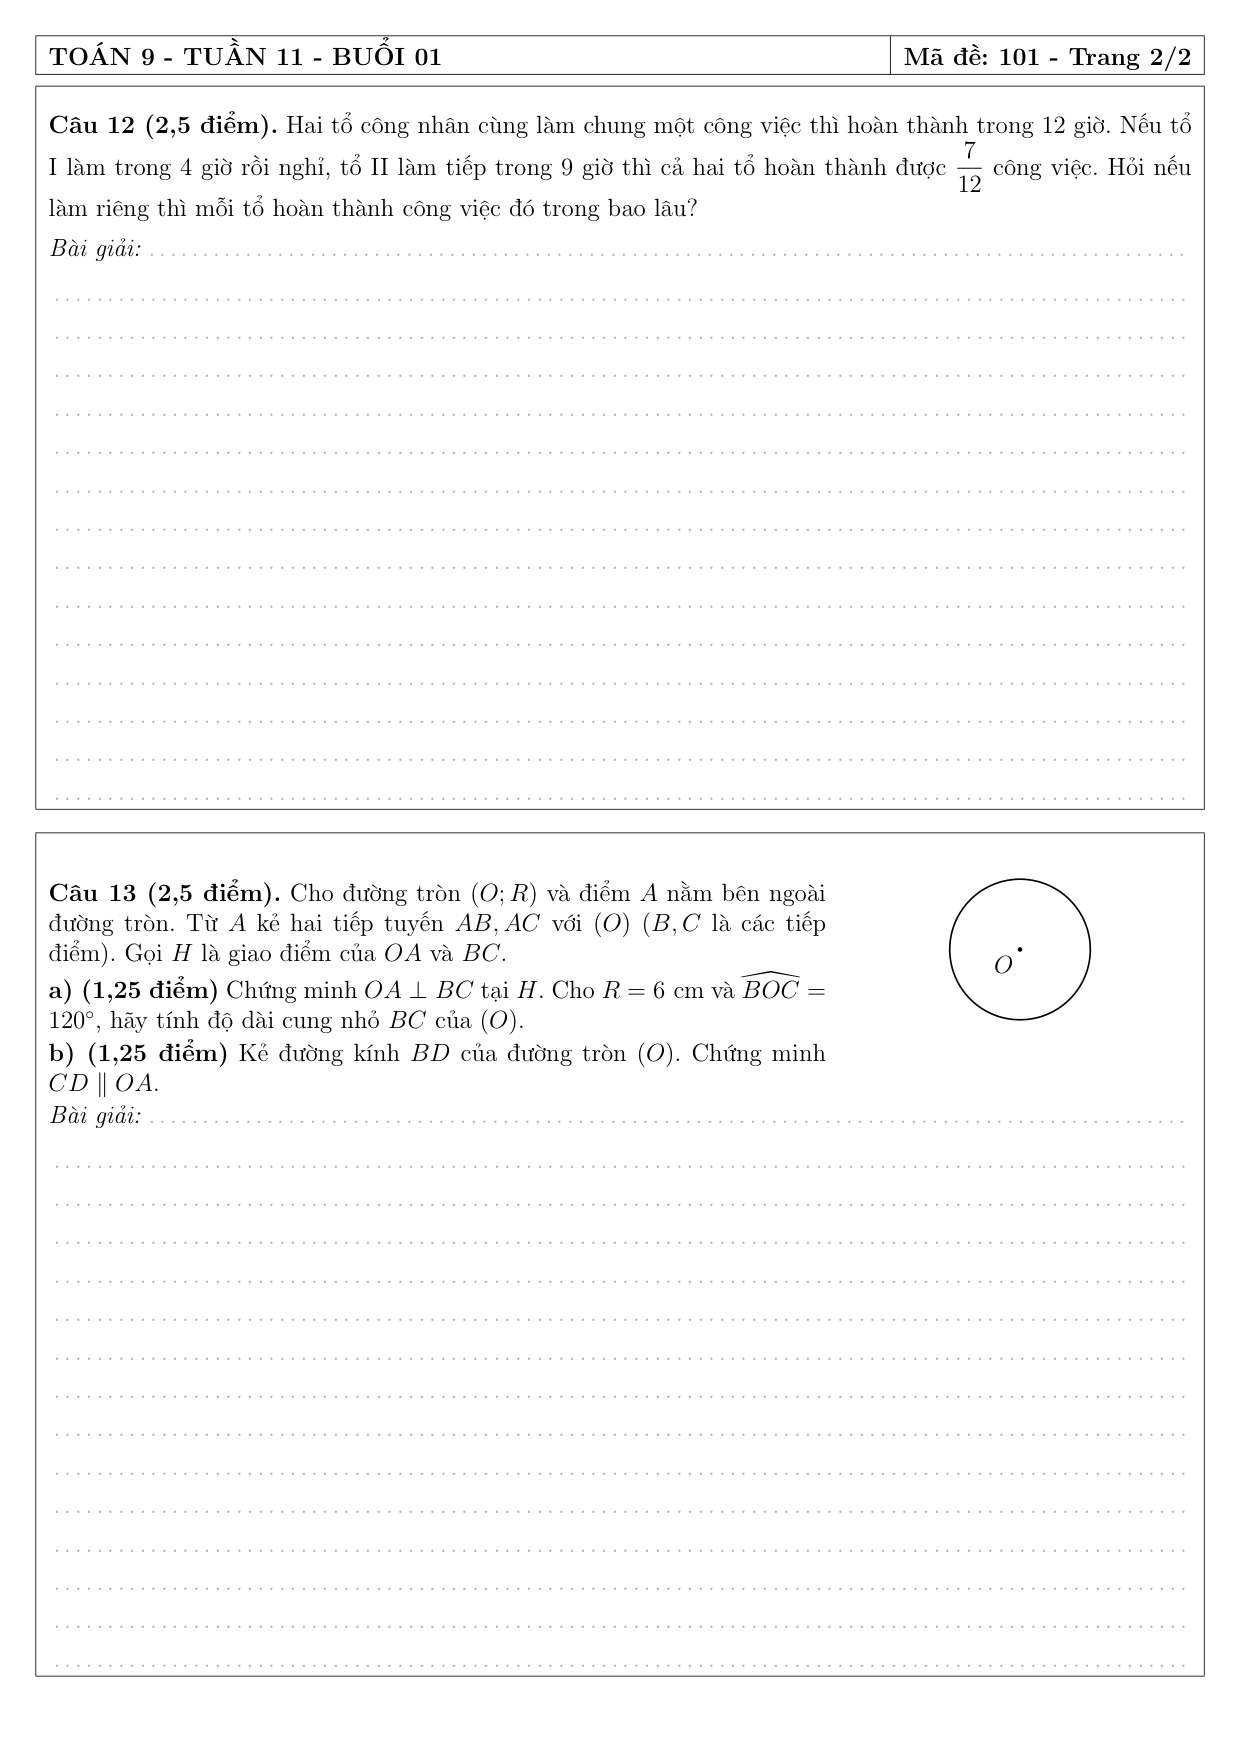 TOÁN 9 - TUẦN 11 - BUỔI 01
Mã đề: 101 - Trang 2/2
Câu 12 (2,5 điểm). Hai tổ công nhân cùng làm chung một công việc thì hoàn thành trong 12 giờ. Nếu tổ
I làm trong 4 giờ rồi nghỉ, tổ II làm tiếp trong 9 giờ thì cả hai tổ hoàn thành được 7/12 công việc. Hỏi nếu
làm riêng thì mỗi tổ hoàn thành công việc đó trong bao lâu?
Bài giải:
Câu 13 (2,5 điểm). Cho đường tròn (O; R) và điểm A nằm bên ngoài
đường tròn. Từ A kẻ hai tiếp tuyến AB, AC với (O) (B, C là các tiếp
điểm). Gọi H là giao điểm của OA và BC.
a) (1,25 điểm) Chứng minh OA ⊥ BC tại H. Cho R = 6 cm và \widehat{BOC} =
120°, hãy tính độ dài cung nhỏ BC của (O).
b) (1,25 điểm) Kẻ đường kính BD của đường tròn (O). Chứng minh
CD ∥ OA.
O
Bài giải: